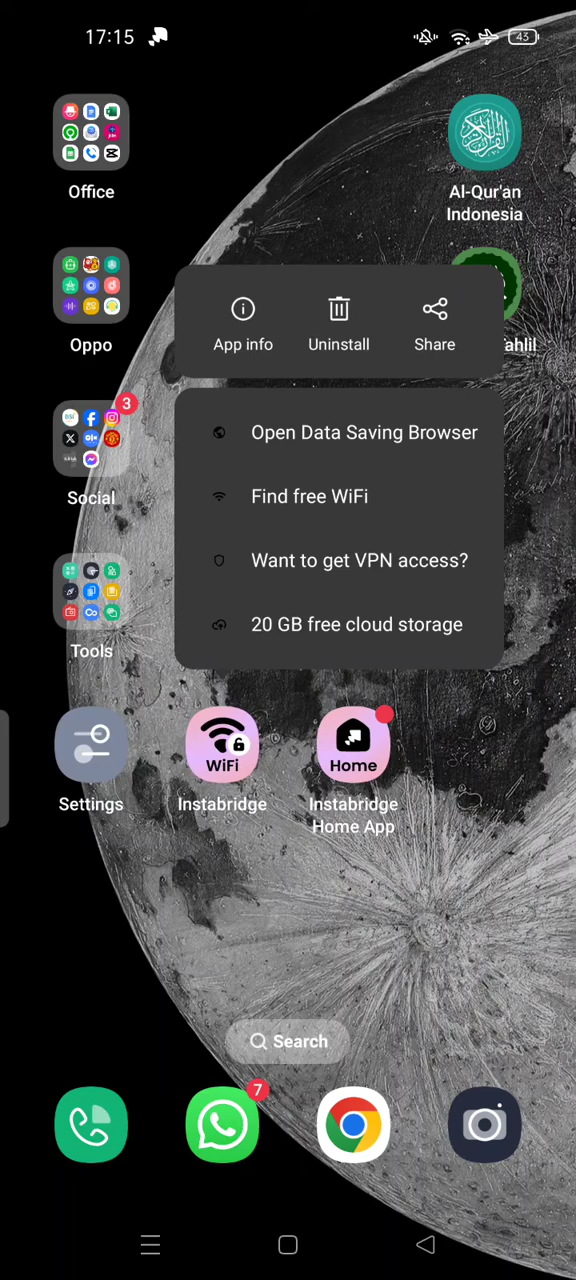 17:15
43
Office
Al-Qur'an
Indonesia
App info
Uninstall
Share
Oppo
ahlil
Open Data Saving Browser
3
Find free WiFi
Social
Want to get VPN access?
20 GB free cloud storage
Tools
WiFi
Home
Settings
Instabridge
Instabridge
Home App
Search
7